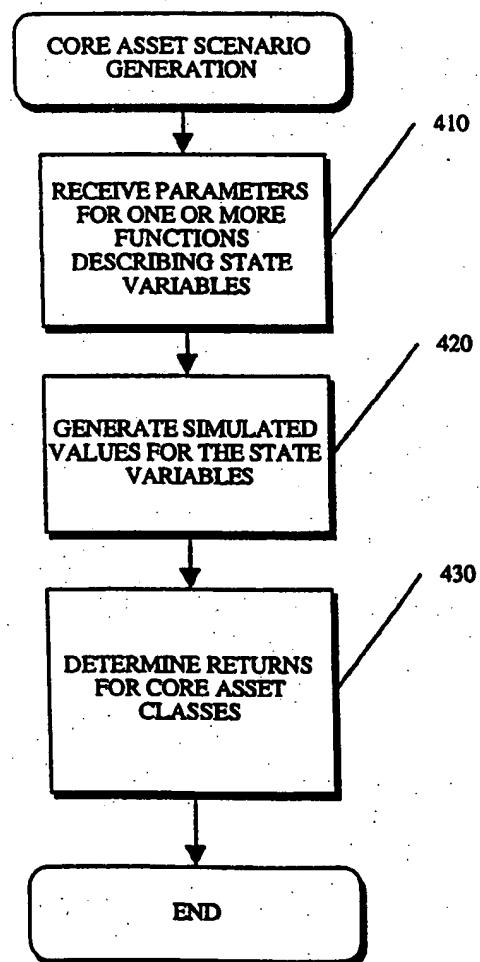 CORE ASSET SCENARIO
GENERATION
410
RECEIVE PARAMETERS
FOR ONE OR MORE
FUNCTIONS
DESCRIBING STATE
VARIABLES
420
GENERATE SIMULATED
VALUES FOR THE STATE
VARIABLES
430
DETERMINE RETURNS
FOR CORE ASSET
CLASSES
END